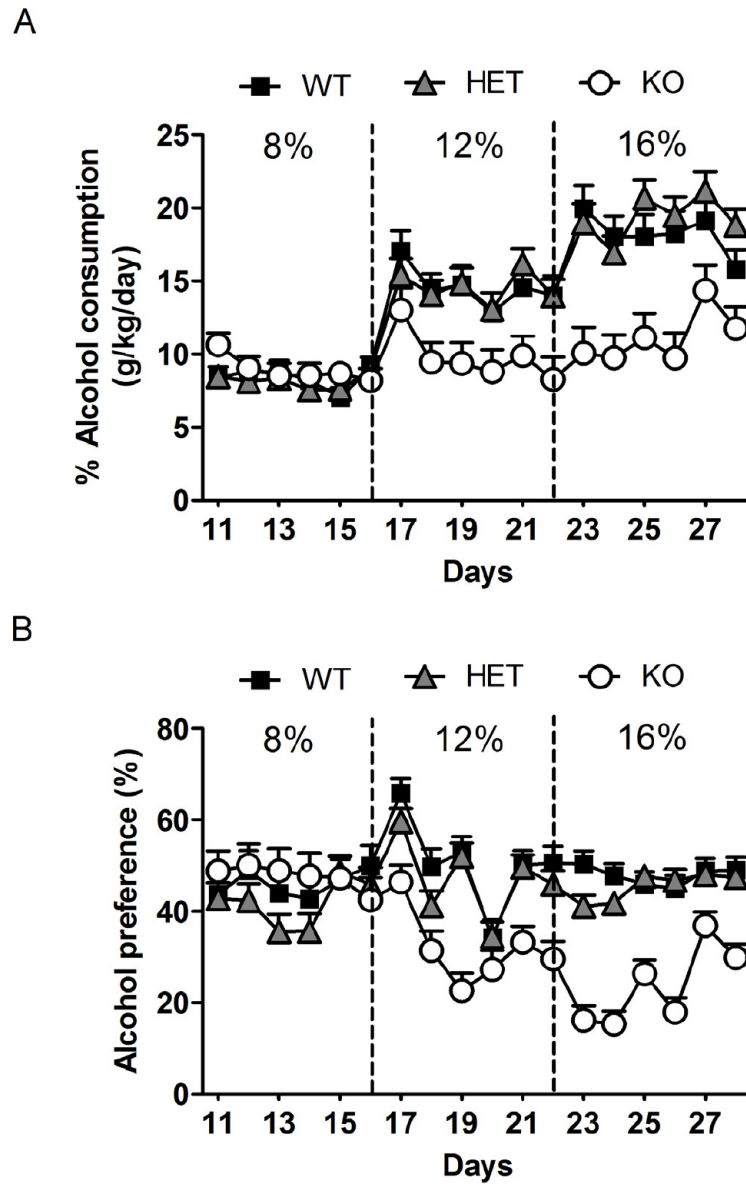 A
WT HET KO
8% 12% 16%
% Alcohol consumption
(g/kg/day)
25
20
15
10
5
0
11 13 15 17 19 21 23 25 27
Days
B
WT HET KO
8% 12% 16%
Alcohol preference (%)
80
60
40
20
0
11 13 15 17 19 21 23 25 27
Days